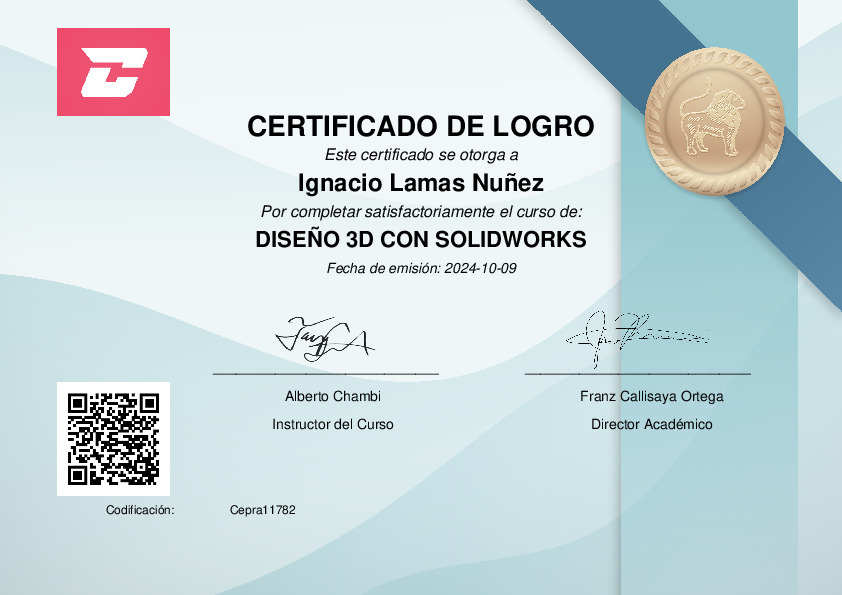 CERTIFICADO DE LOGRO
Este certificado se otorga a
Ignacio Lamas Nuñez
Por completar satisfactoriamente el curso de:
DISEÑO 3D CON SOLIDWORKS
Fecha de emisión: 2024-10-09
Alberto Chambi
Instructor del Curso
Franz Callisaya Ortega
Director Académico
Codificación: Cepra11782